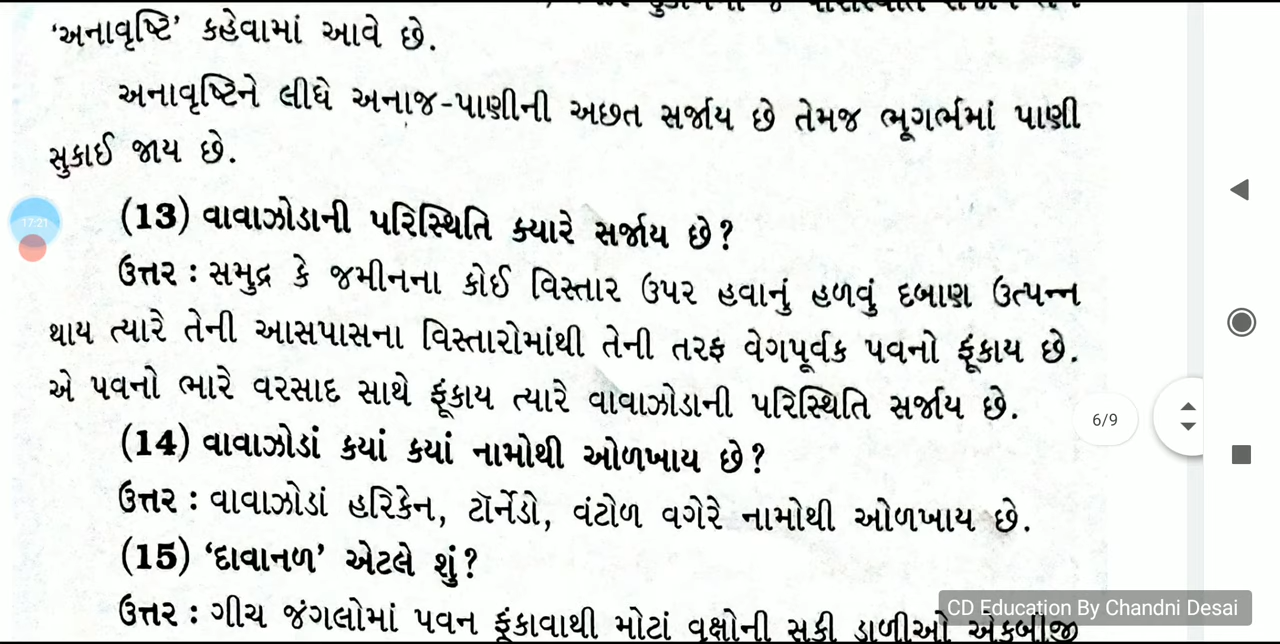 ‘અનાવૃષ્ટિ’ કહેવામાં આવે છે.
અનાવૃષ્ટિને લીધે અનાજ-પાણીની અછત સર્જાય છે તેમજ ભૂગર્ભમાં પાણી
સુકાઈ જાય છે.
17:21
(13) વાવાઝોડાની પરિસ્થિતિ ક્યારે સર્જાય છે?
ઉત્તર : સમુદ્ર કે જમીનના કોઈ વિસ્તાર ઉપર હવાનું હળવું દબાણ ઉત્પન્ન
થાય ત્યારે તેની આસપાસના વિસ્તારોમાંથી તેની તરફ વેગપૂર્વક પવનો ફૂંકાય છે.
એ પવનો ભારે વરસાદ સાથે ફૂંકાય ત્યારે વાવાઝોડાની પરિસ્થિતિ સર્જાય છે.
6/9
(14) વાવાઝોડાં કયાં કયાં નામોથી ઓળખાય છે?
ઉત્તર : વાવાઝોડાં હરિકેન, ટૉર્નેડો, વંટોળ વગેરે નામોથી ઓળખાય છે.
(15) ‘દાવાનળ’ એટલે શું?
ઉત્તર : ગીચ જંગલોમાં પવન ફૂંકાવાથી મોટાં વૃક્ષોની સૂકી ડાળીઓ એકબીજી
CD Education By Chandni Desai